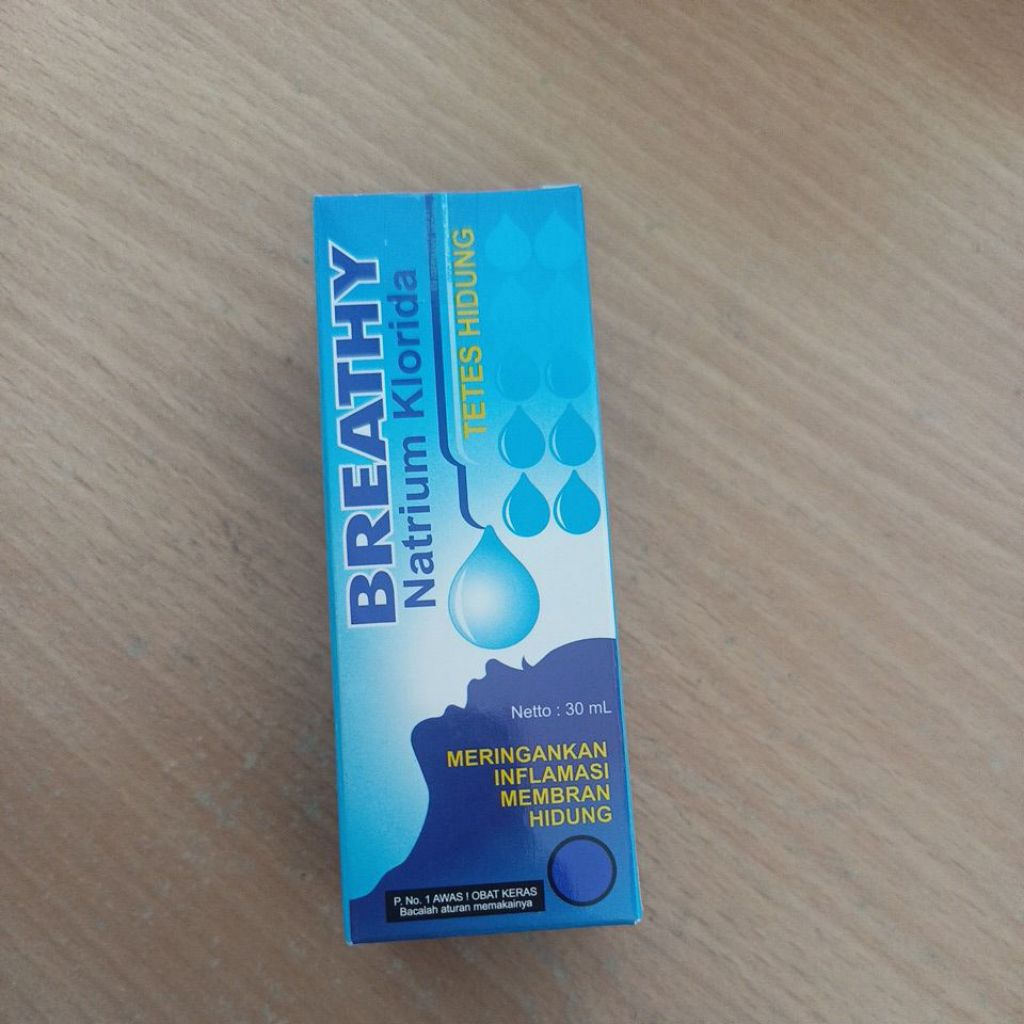 BREATHY
Natrium Klorida
TETES HIDUNG
Netto : 30 mL
MERINGANKAN
INFLAMASI
MEMBRAN
HIDUNG
P. No. 1 AWAS ! OBAT KERAS
Bacalah aturan memakainya